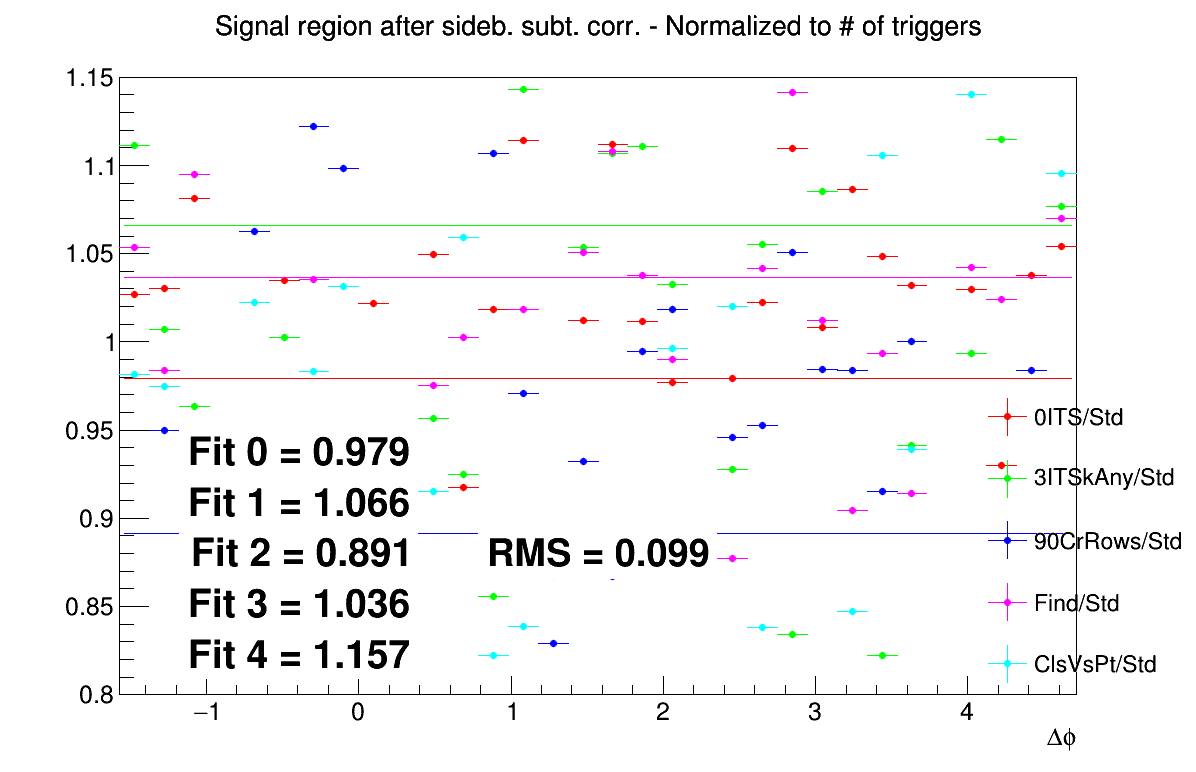 Signal region after sideb. subt. corr. - Normalized to # of triggers
1.15
1.1
1.05
1
0.95
0.9
0.85
0.8
Fit 0 = 0.979
Fit 1 = 1.066
Fit 2 = 0.891
Fit 3 = 1.036
Fit 4 = 1.157
RMS = 0.099
0ITS/Std
3ITSkAny/Std
90CrRows/Std
Find/Std
ClsVsPt/Std
−1 0 1 2 3 4
Δϕ